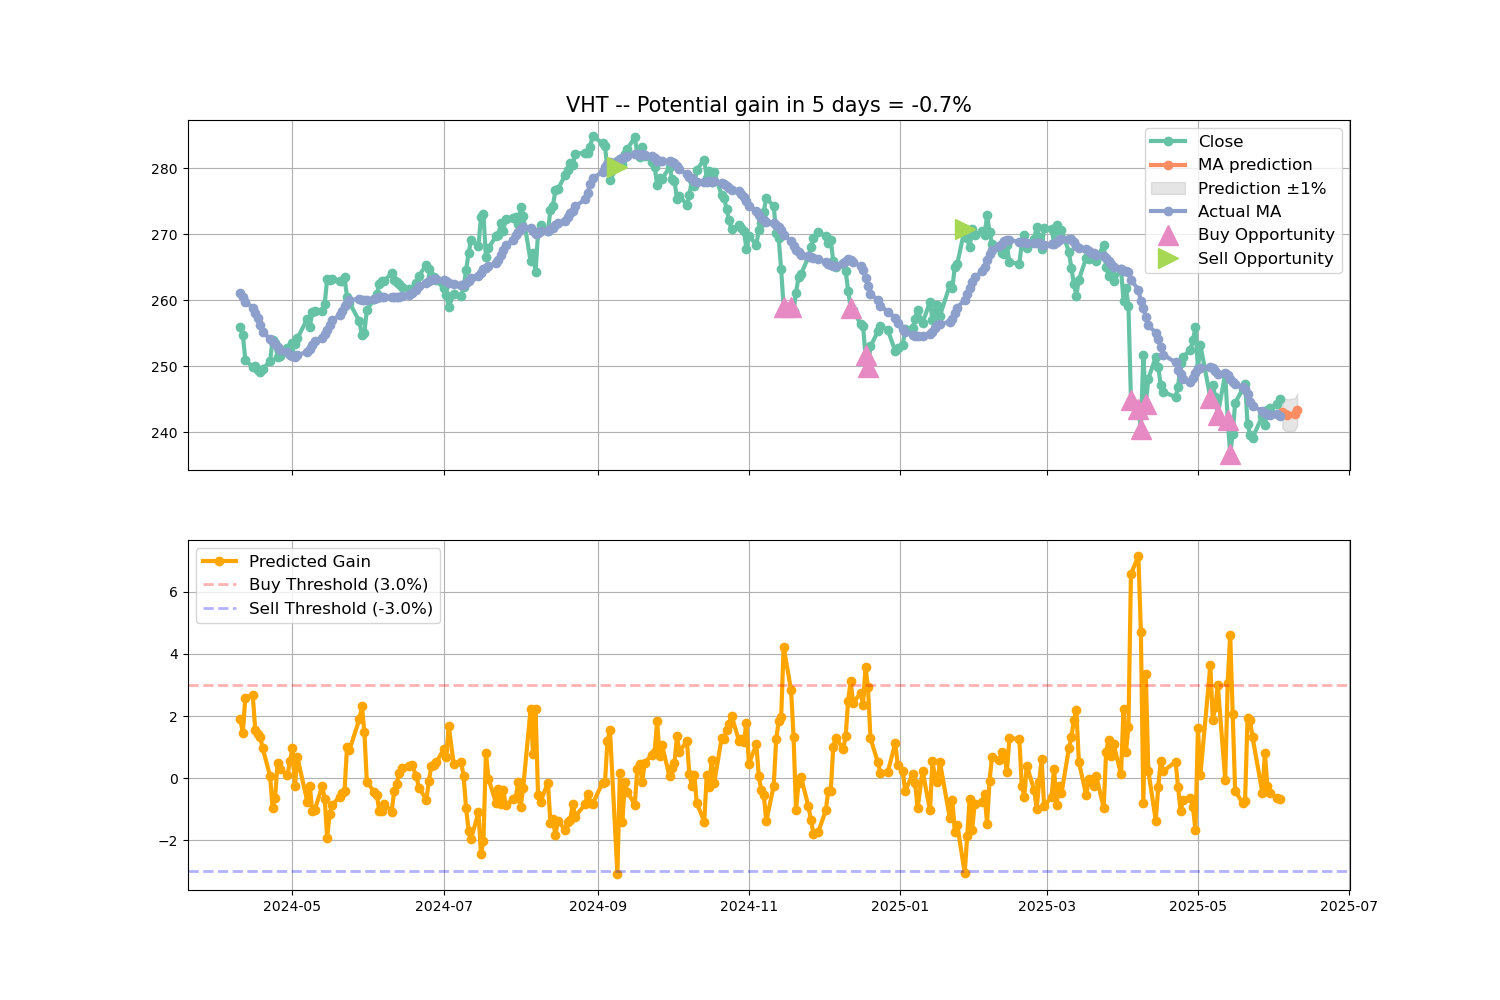 VHT -- Potential gain in 5 days = -0.7%
280
270
260
250
240
Close
MA prediction
Prediction ±1%
Actual MA
Buy Opportunity
Sell Opportunity
6
4
2
0
−2
Predicted Gain
Buy Threshold (3.0%)
Sell Threshold (-3.0%)
2024-05
2024-07
2024-09
2024-11
2025-01
2025-03
2025-05
2025-07